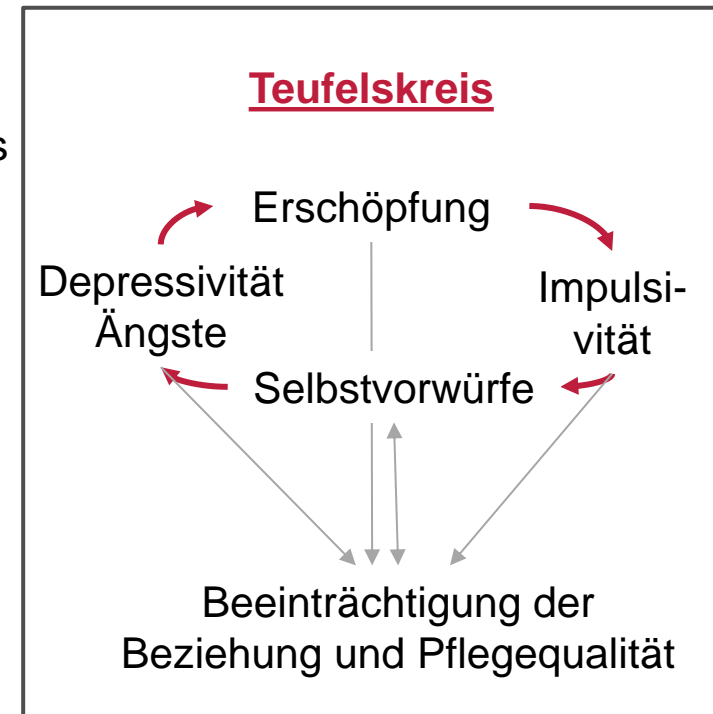 Teufelskreis
s
Erschöpfung
Depressivität
Ängste
Impulsi-
vität
Selbstvorwürfe
Beeinträchtigung der
Beziehung und Pflegequalität